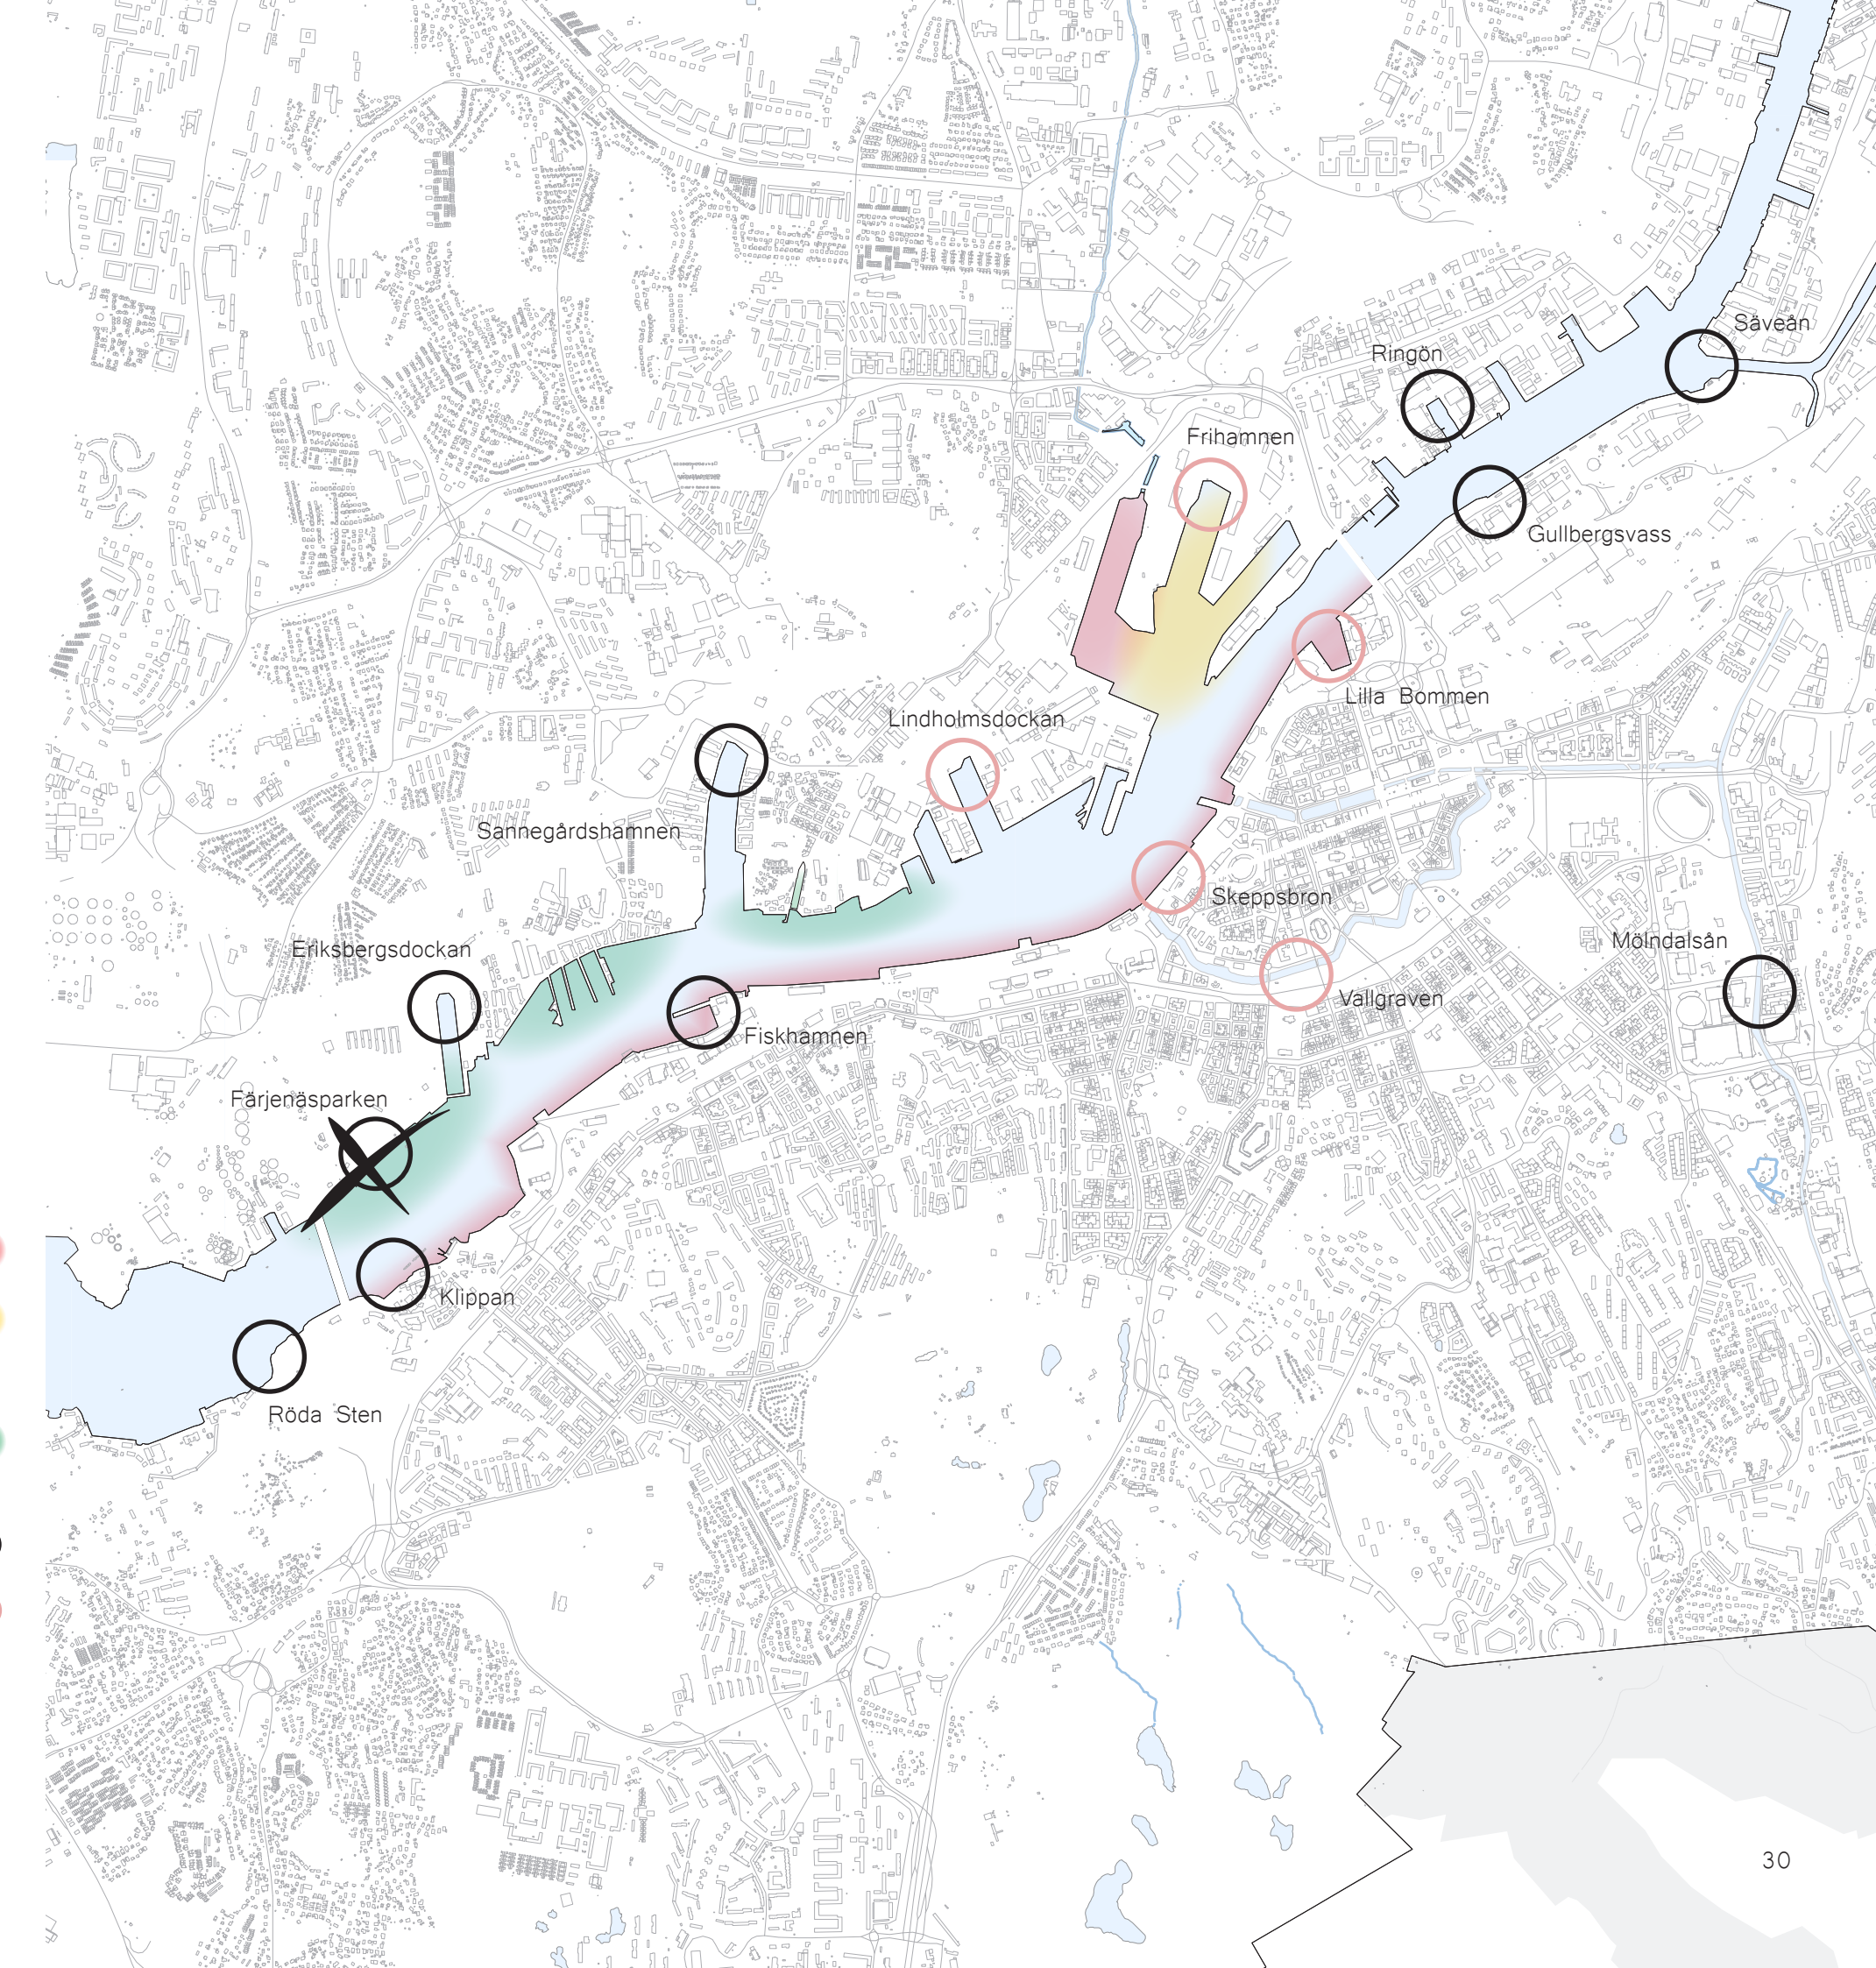 Säveån
Ringön
Frihamnen
Gullbergsvass
Lilla Bommen
Lindholmsdockan
Sannegårdshamnen
Skeppsbron
Mölndalsån
Eriksbergsdockan
Vallgraven
Fiskhamnen
Färjenäsparken
Klippan
Röda Sten
30